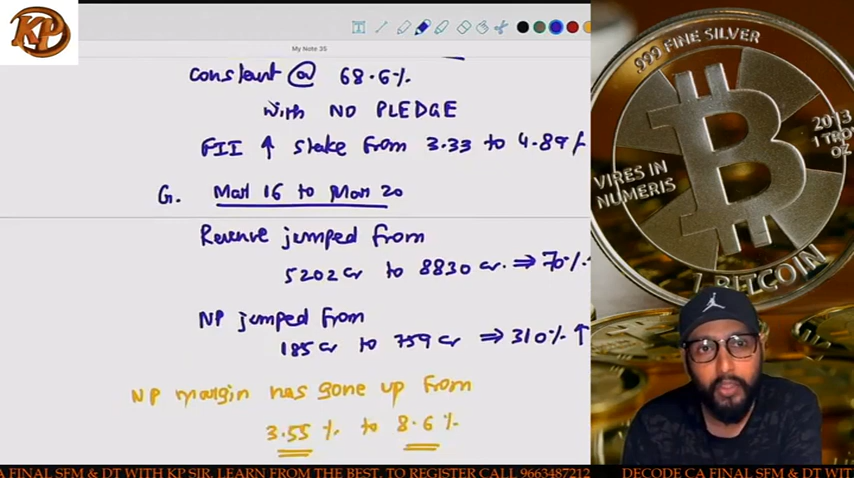 KP
My Note 35
Constant @ 68.6%
with NO PLEDGE
FII ↑ stake from 3.33 to 4.89%
G. Mar 16 to Mar 20
Revenue jumped from
5202 cr to 8830 cr. ⇒ 70%
NP jumped from
185 cr to 759 cr ⇒ 310% ↑
NP margin has gone up from
3.55 % to 8.6 %
.999 FINE SILVER
2013
1 TROY
OZ
VIRES IN
NUMERIS
1 BITCOIN
A FINAL SFM & DT WITH KP SIR. LEARN FROM THE BEST. TO REGISTER CALL 9663487212
DECODE CA FINAL SFM & DT WIT